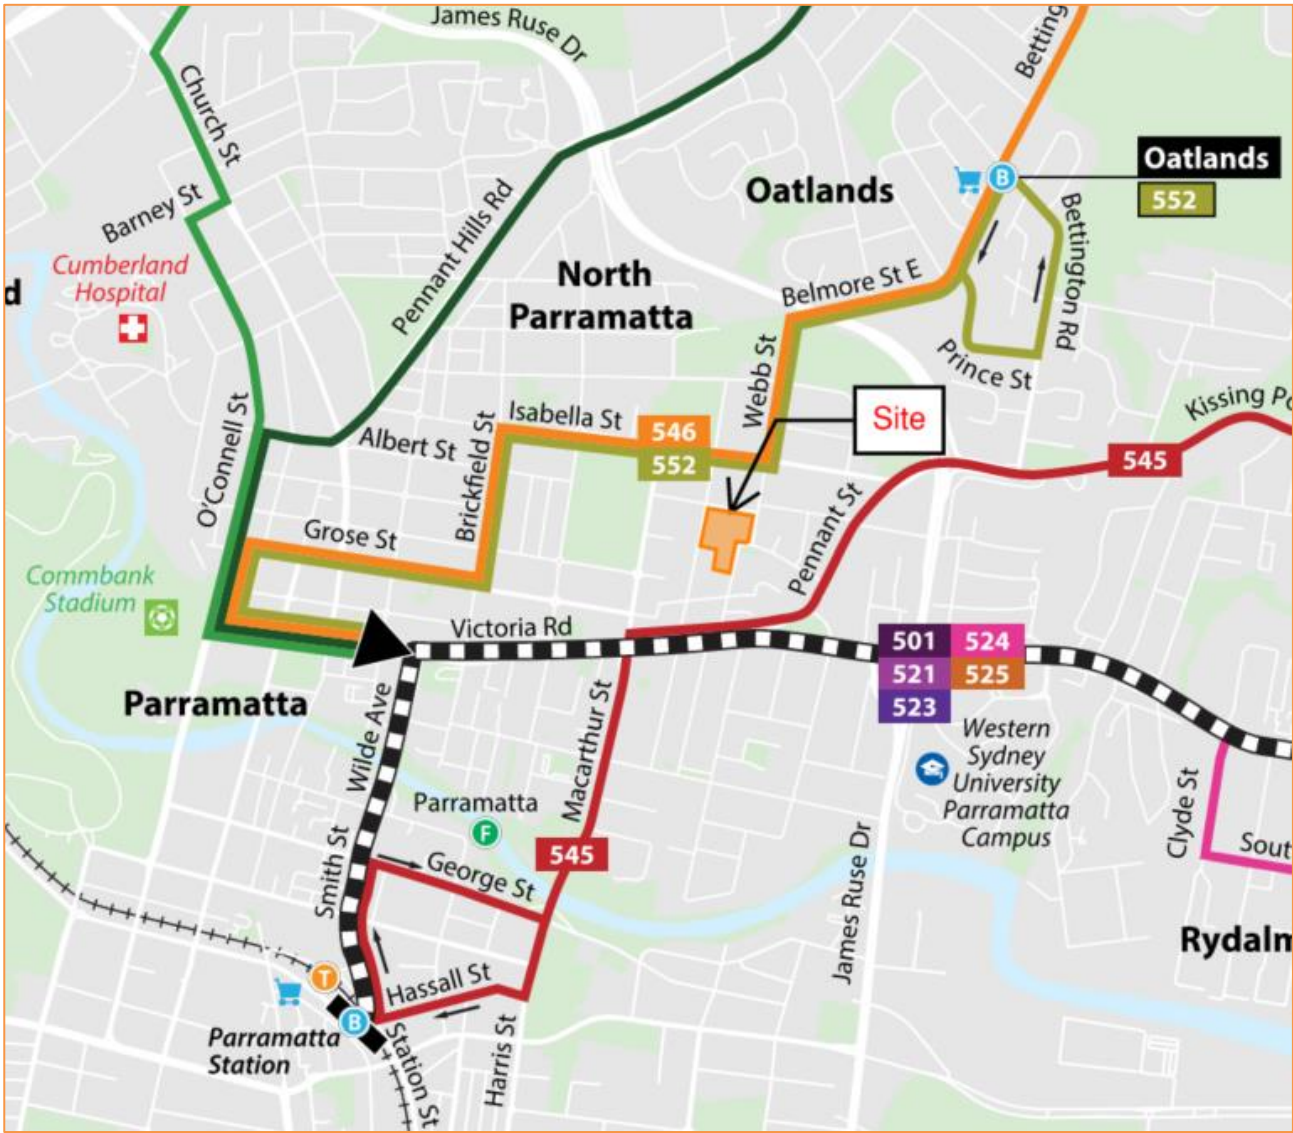 James Ruse Dr
Betting
Church St
Oatlands
552
Barney St
Pennant Hills Rd
Oatlands
B
Bettington Rd
Cumberland
Hospital
d
North
Parramatta
Belmore St E
Prince St
Webb St
Kissing Po
O'Connell St
Albert St
Isabella St
Brickfield St
546
552
Site
545
Grose St
Pennant St
Commbank
Stadium
Victoria Rd
501
524
521
525
523
Parramatta
Wilde Ave
Macarthur St
Western
Sydney
University
Parramatta
Campus
Clyde St
Sout
Parramatta
F
545
Smith St
George St
James Ruse Dr
Rydalm
T
Hassall St
B
Parramatta
Station
Station St
Harris St